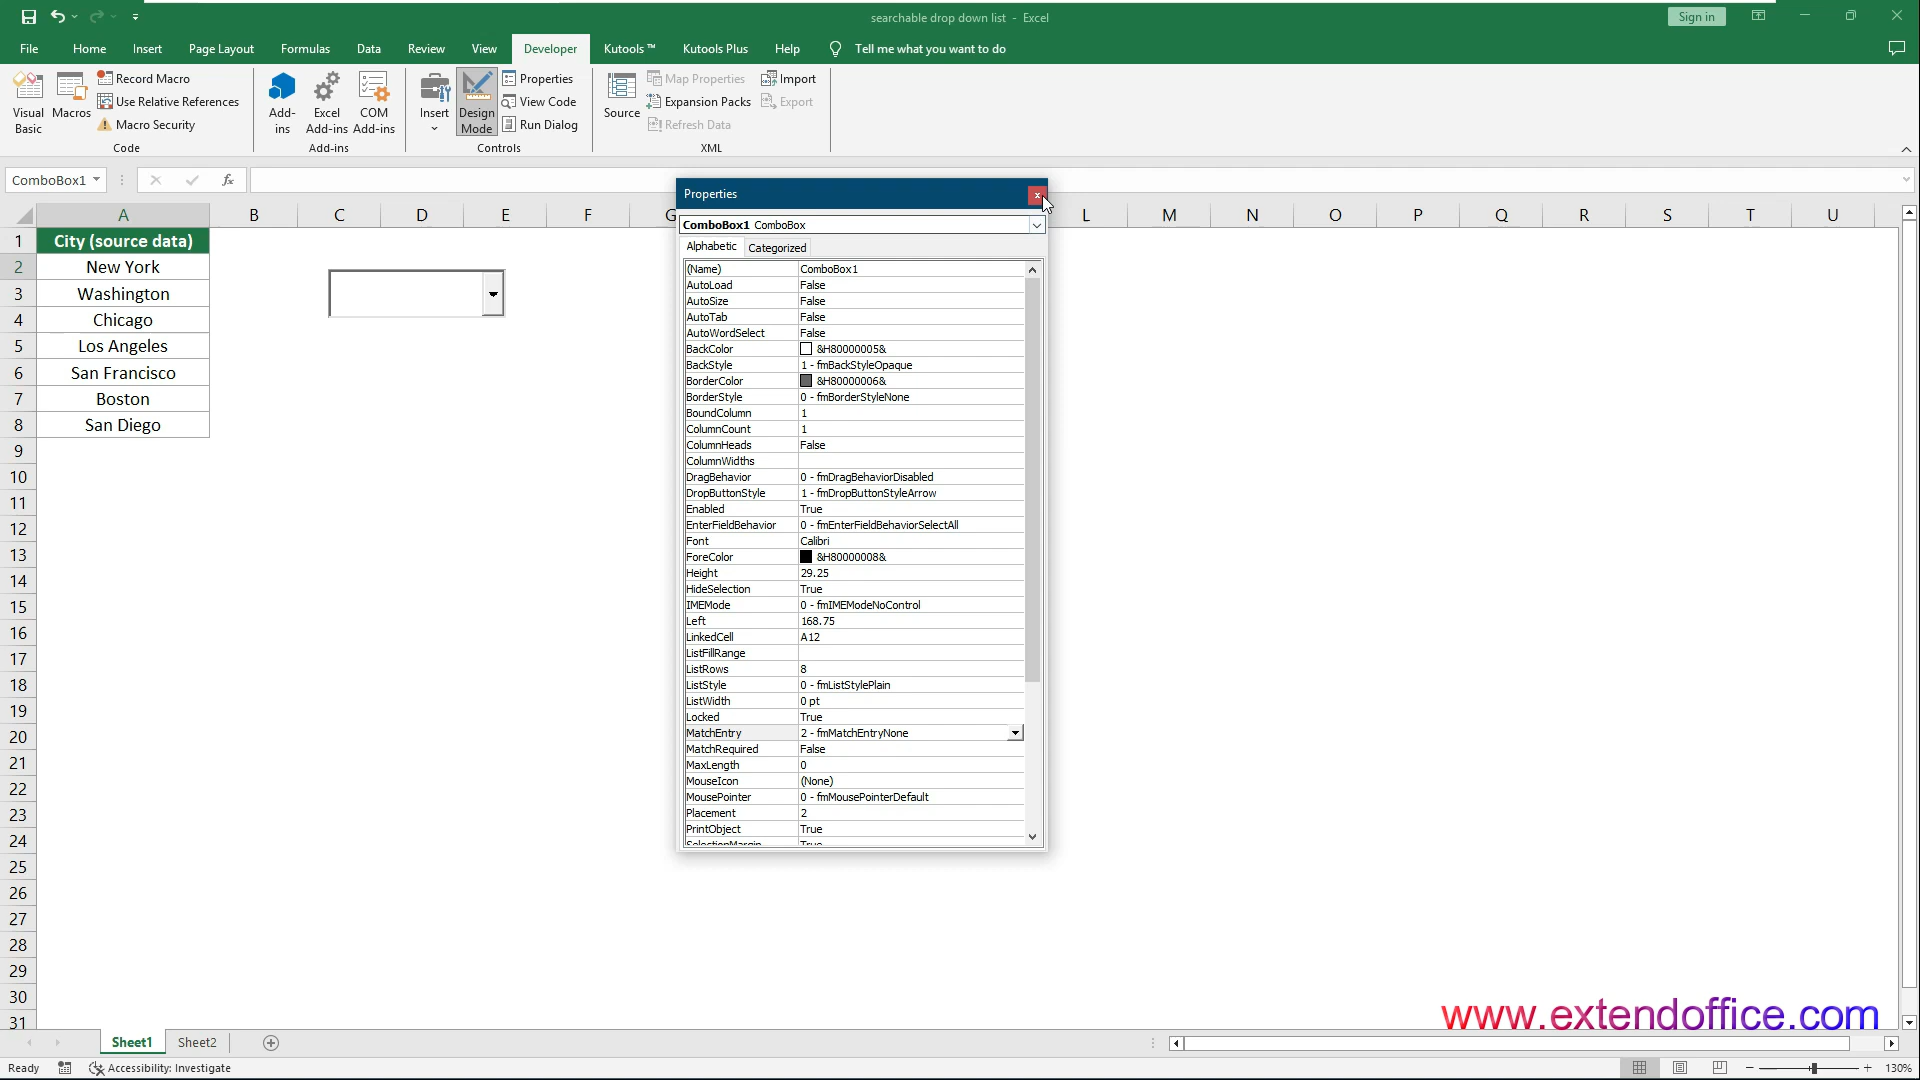 searchable drop down list - Excel
Sign in
File Home Insert Page Layout Formulas Data Review View Developer Kutools™ Kutools Plus Help Tell me what you want to do
Visual Basic
Macros
Record Macro
Use Relative References
Macro Security
Code
Add-ins
Excel Add-ins
COM Add-ins
Add-ins
Insert
Design Mode
Properties
View Code
Run Dialog
Controls
Source
Map Properties
Expansion Packs
Refresh Data
Import
Export
XML
ComboBox1
fx
A B C D E F G L M N O P Q R S T U
1 City (source data)
2 New York
3 Washington
4 Chicago
5 Los Angeles
6 San Francisco
7 Boston
8 San Diego
9
10
11
12
13
14
15
16
17
18
19
20
21
22
23
24
25
26
27
28
29
30
31
Properties
ComboBox1 ComboBox
Alphabetic Categorized
(Name) ComboBox1
AutoLoad False
AutoSize False
AutoTab False
AutoWordSelect False
BackColor &H80000005&
BackStyle 1 - fmBackStyleOpaque
BorderColor &H80000006&
BorderStyle 0 - fmBorderStyleNone
BoundColumn 1
ColumnCount 1
ColumnHeads False
ColumnWidths
DragBehavior 0 - fmDragBehaviorDisabled
DropButtonStyle 1 - fmDropButtonStyleArrow
Enabled True
EnterFieldBehavior 0 - fmEnterFieldBehaviorSelectAll
Font Calibri
ForeColor &H80000008&
Height 29.25
HideSelection True
IMEMode 0 - fmIMEModeNoControl
Left 168.75
LinkedCell A12
ListFillRange
ListRows 8
ListStyle 0 - fmListStylePlain
ListWidth 0 pt
Locked True
MatchEntry 2 - fmMatchEntryNone
MatchRequired False
MaxLength 0
MouseIcon (None)
MousePointer 0 - fmMousePointerDefault
Placement 2
PrintObject True
SelectionMargin True
www.extendoffice.com
Sheet1 Sheet2
Ready Accessibility: Investigate 130%